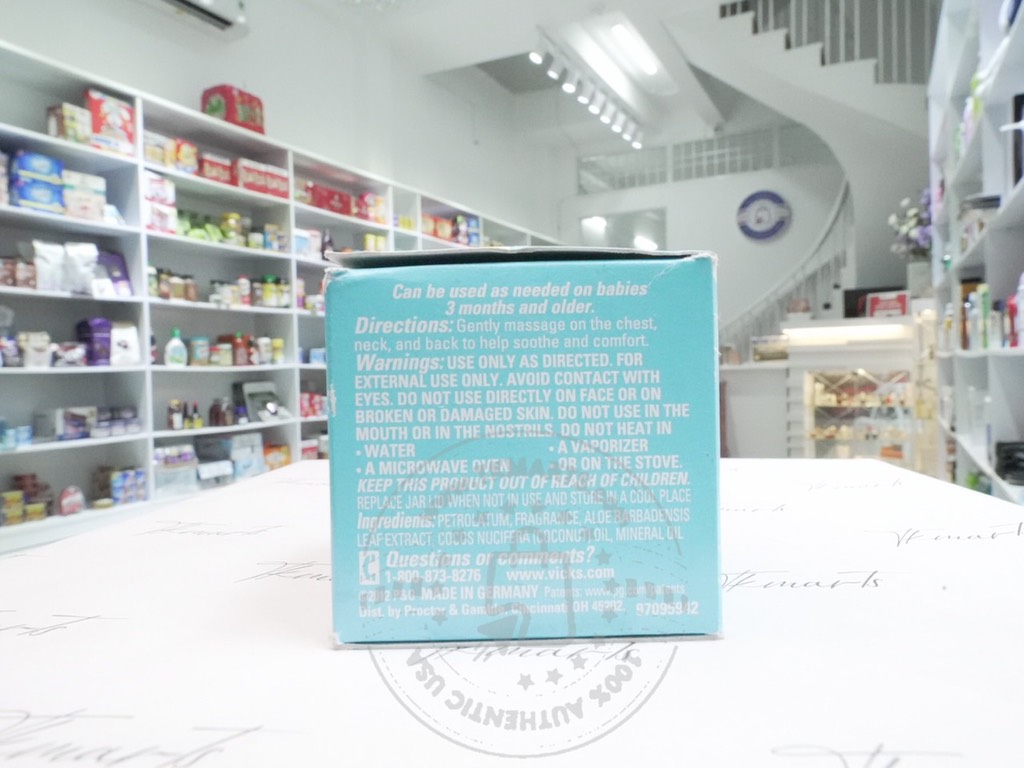 Can be used as needed on babies
3 months and older.
Directions: Gently massage on the chest,
neck, and back to help soothe and comfort.
Warnings: USE ONLY AS DIRECTED. FOR
EXTERNAL USE ONLY. AVOID CONTACT WITH
EYES. DO NOT USE DIRECTLY ON FACE OR ON
BROKEN OR DAMAGED SKIN. DO NOT USE IN THE
MOUTH OR IN THE NOSTRILS. DO NOT HEAT IN
• WATER • A VAPORIZER
• A MICROWAVE OVEN • OR ON THE STOVE.
KEEP THIS PRODUCT OUT OF REACH OF CHILDREN.
REPLACE JAR LID WHEN NOT IN USE AND STORE IN A COOL PLACE
Ingredients: PETROLATUM, FRAGRANCE, ALOE BARBADENSIS
LEAF EXTRACT, COCOS NUCIFERA (COCONUT) OIL, MINERAL OIL
Questions or comments?
1-800-873-8276 www.vicks.com
©2012 P&G MADE IN GERMANY Patents:
Dist. by Procter & Gamble, Cincinnati, OH 45202.
100% AUTHENTIC USA